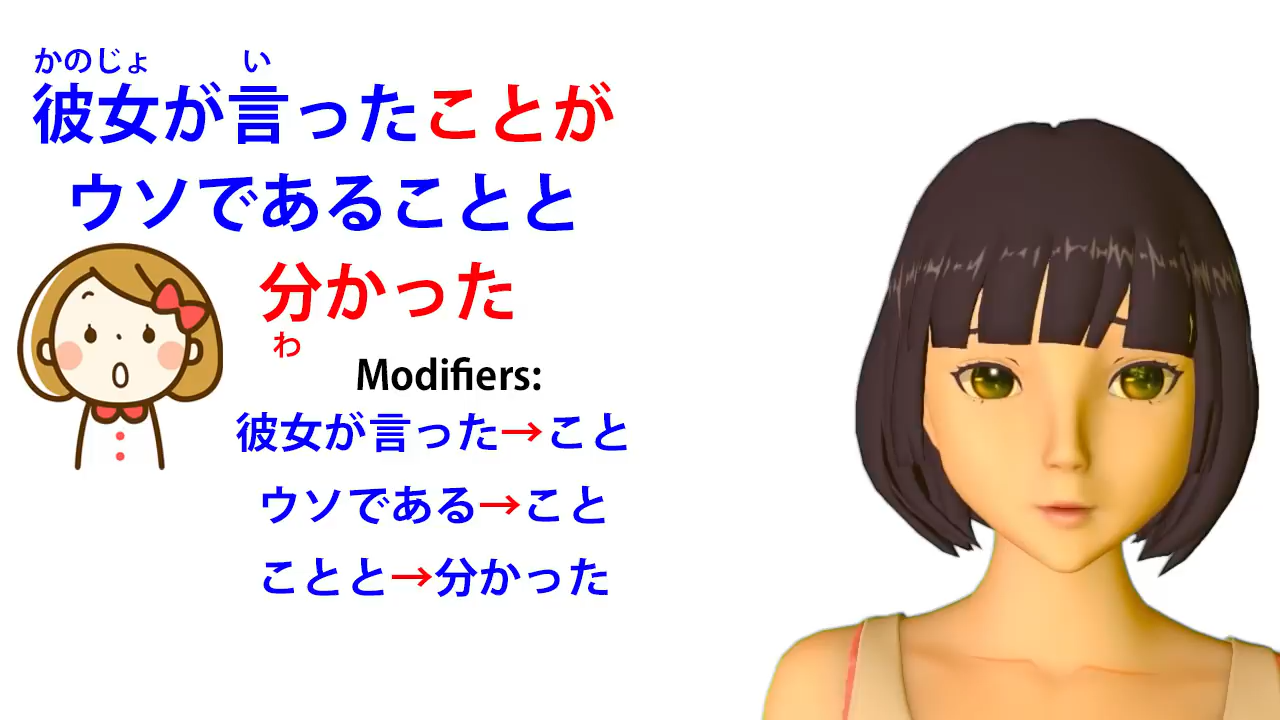 かのじょ い
彼女が言ったことが
ウソであることと
分かった
わ
Modifiers:
彼女が言った→こと
ウソである→こと
ことと→分かった